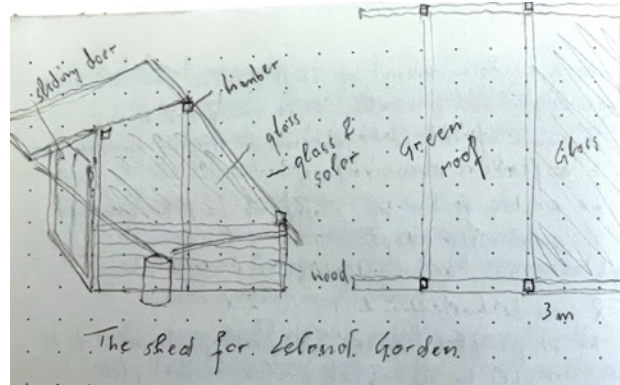 sliding door
timber
glass
glass &
solar
wood
Green
roof
Glass
3m
The shed for Garden